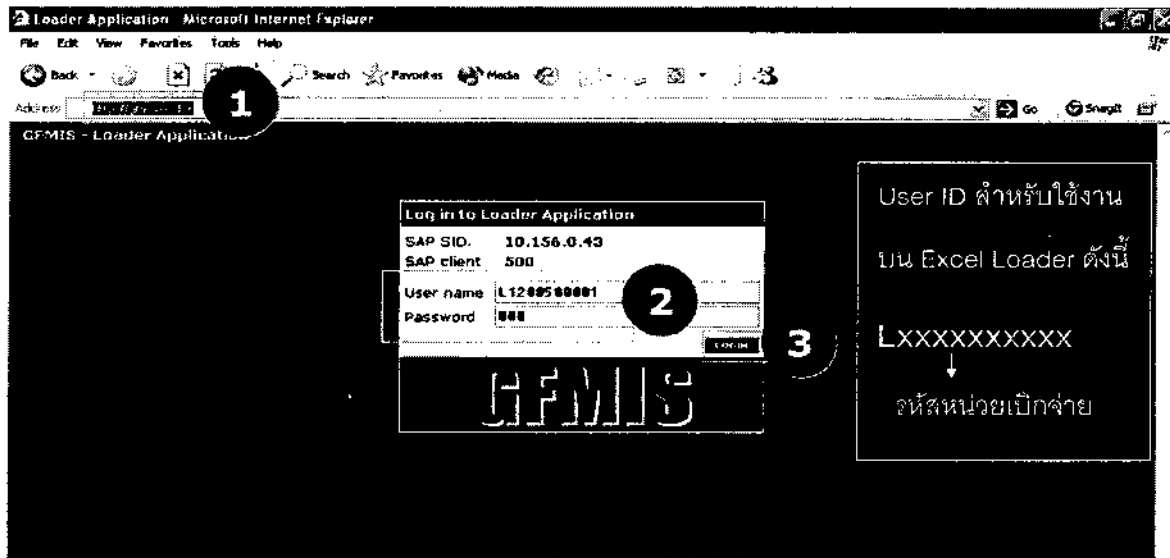 Loader Application Microsoft Internet Explorer
File Edit View Favorites Tools Help
Back Search Favorites Media
Address Go SnagIt
1
GFMIS - Loader Application
Log in to Loader Application
SAP SID. 10.156.0.43
SAP client 500
User name
Password
2
LOG IN
3
GFMIS
User ID สำหรับใช้งาน
บน Excel Loader ดังนี้
Lxxxxxxxxxx
รหัสหน่วยเบิกจ่าย